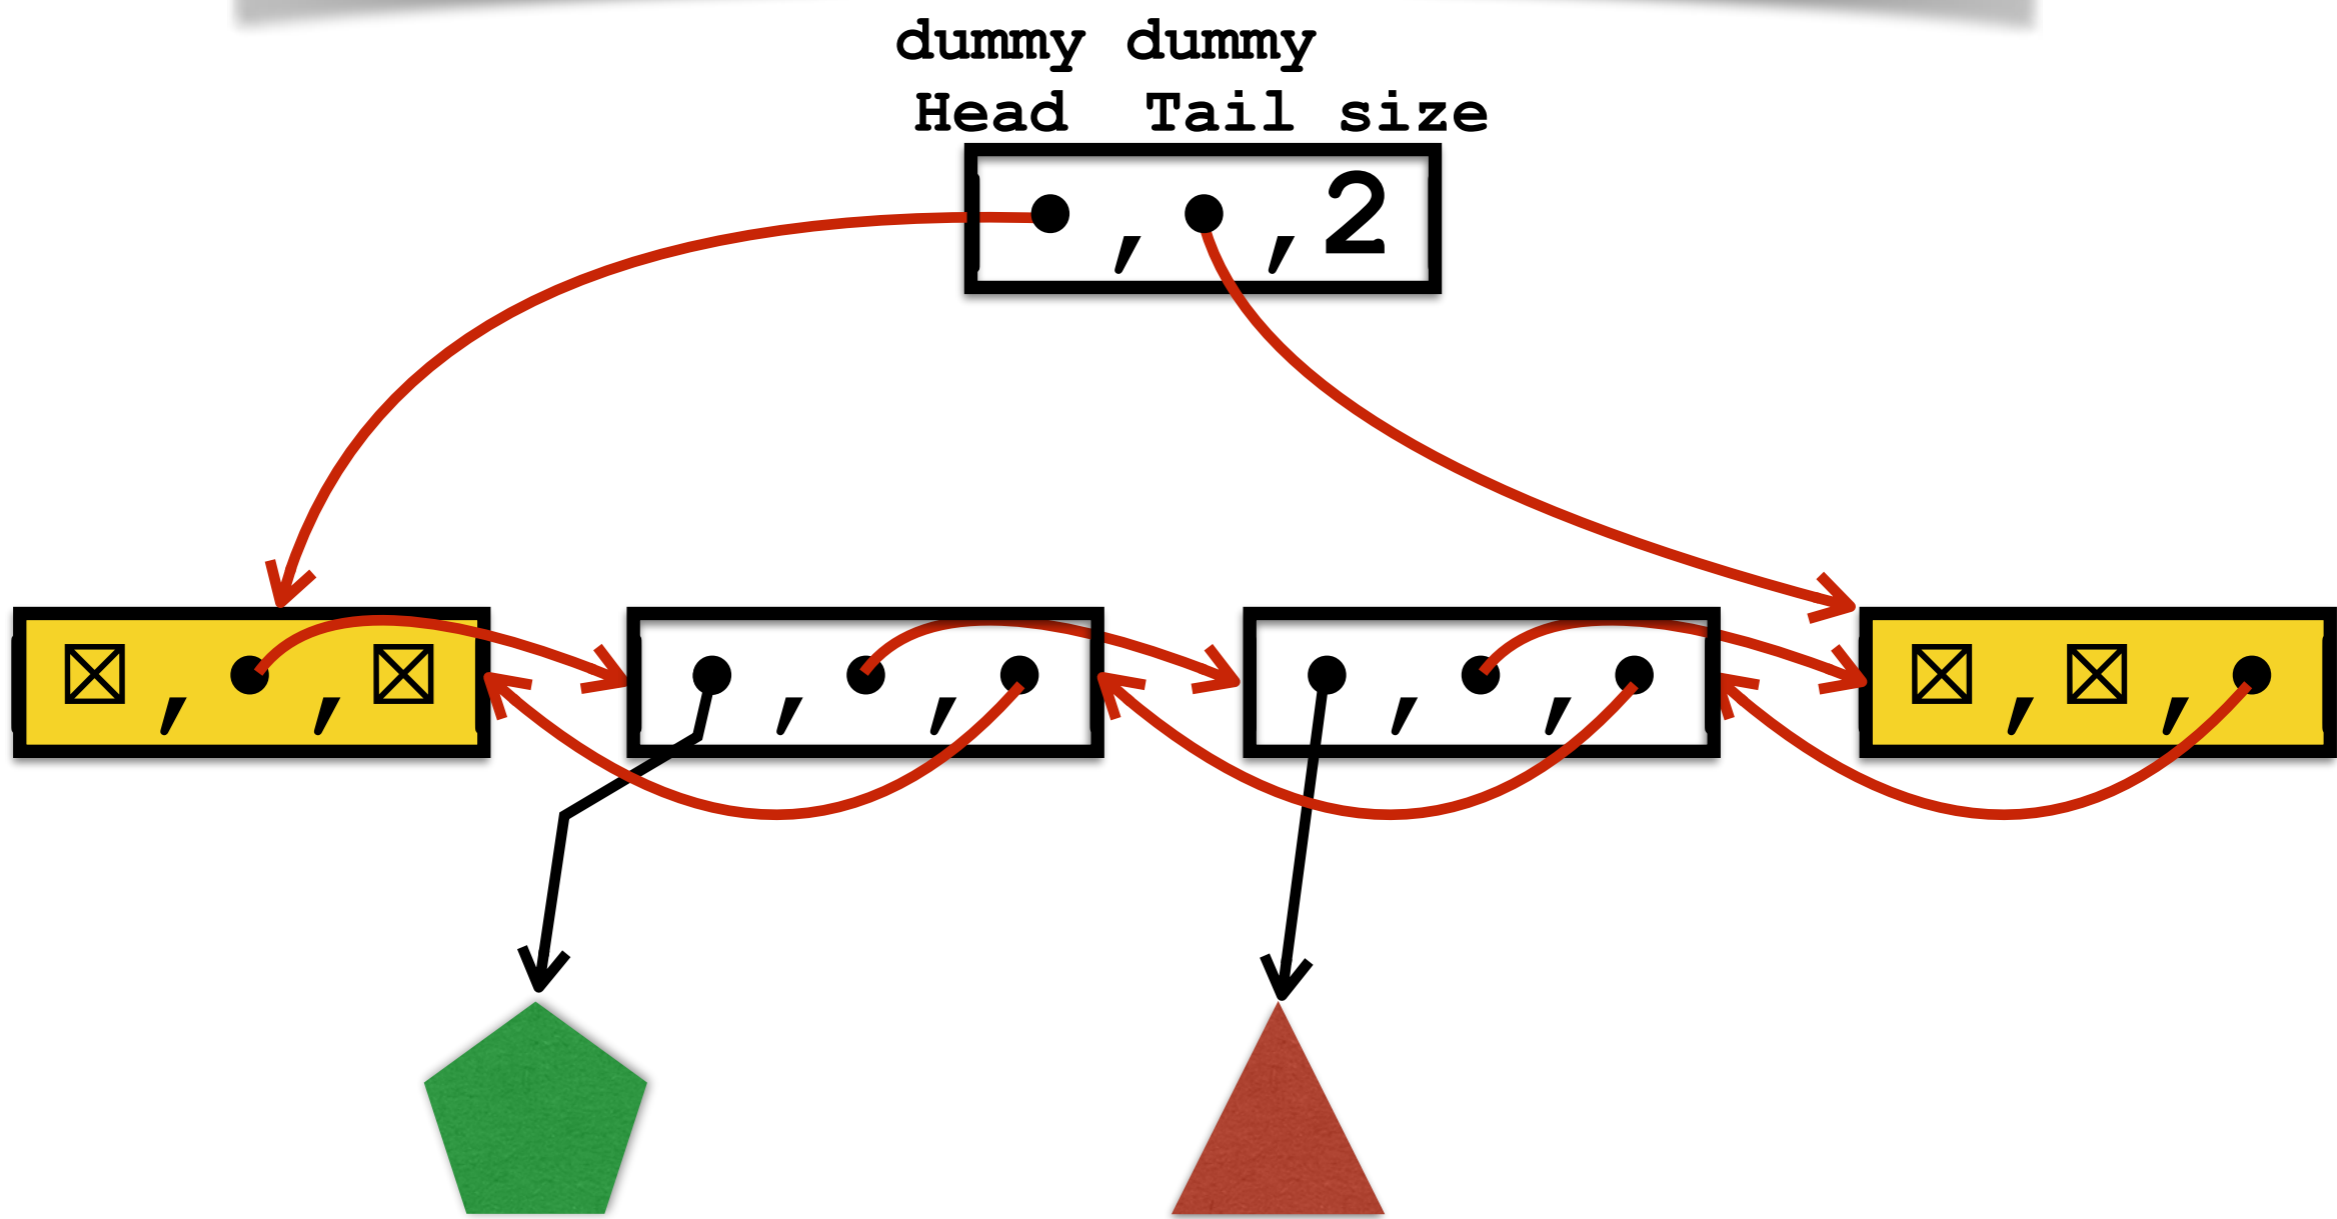 dummy dummy
Head Tail size
•,•,2
☒,•,☒
•,•,•
•,•,•
☒,☒,•